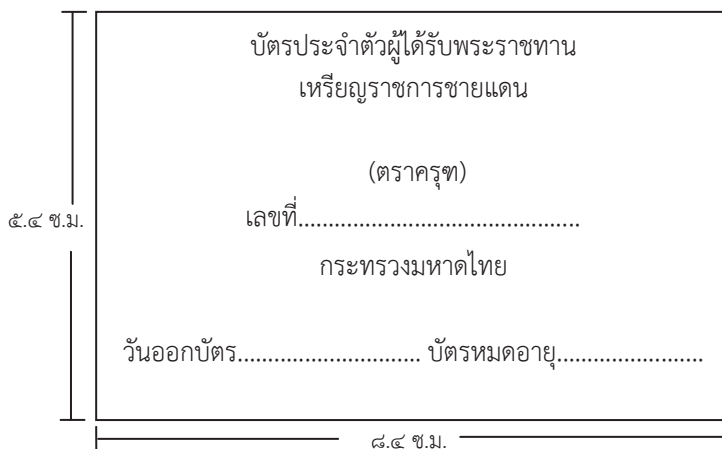 บัตรประจำตัวผู้ได้รับพระราชทาน
เหรียญราชการชายแดน
(ตราครุฑ)
๕.๔ ซ.ม.
เลขที่.............................................
กระทรวงมหาดไทย
วันออกบัตร.............................. บัตรหมดอายุ........................
๘.๔ ซ.ม.